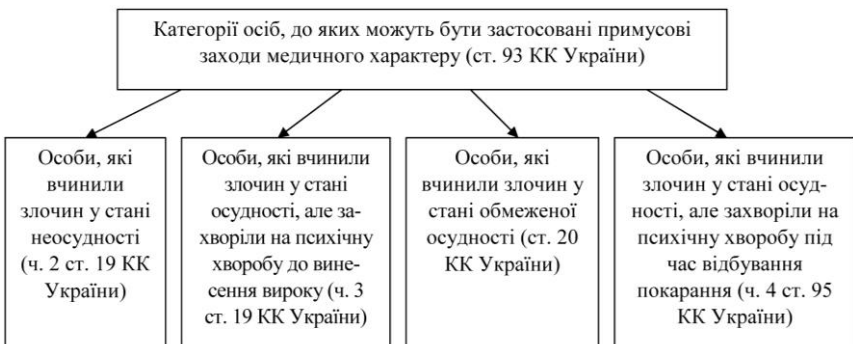 Категорії осіб, до яких можуть бути застосовані примусові
заходи медичного характеру (ст. 93 КК України)
Особи, які
вчинили
злочин у стані
неосудності
(ч. 2 ст. 19 КК
України)
Особи, які вчинили
злочин у стані
осудності, але за-
хворіли на психічну
хворобу до вине-
сення вироку (ч. 3
ст. 19 КК України)
Особи, які
вчинили злочин у
стані обмеженої
осудності (ст. 20
КК України)
Особи, які вчинили
злочин у стані осуд-
ності, але захворіли на
психічну хворобу під
час відбування
покарання (ч. 4 ст. 95
КК України)